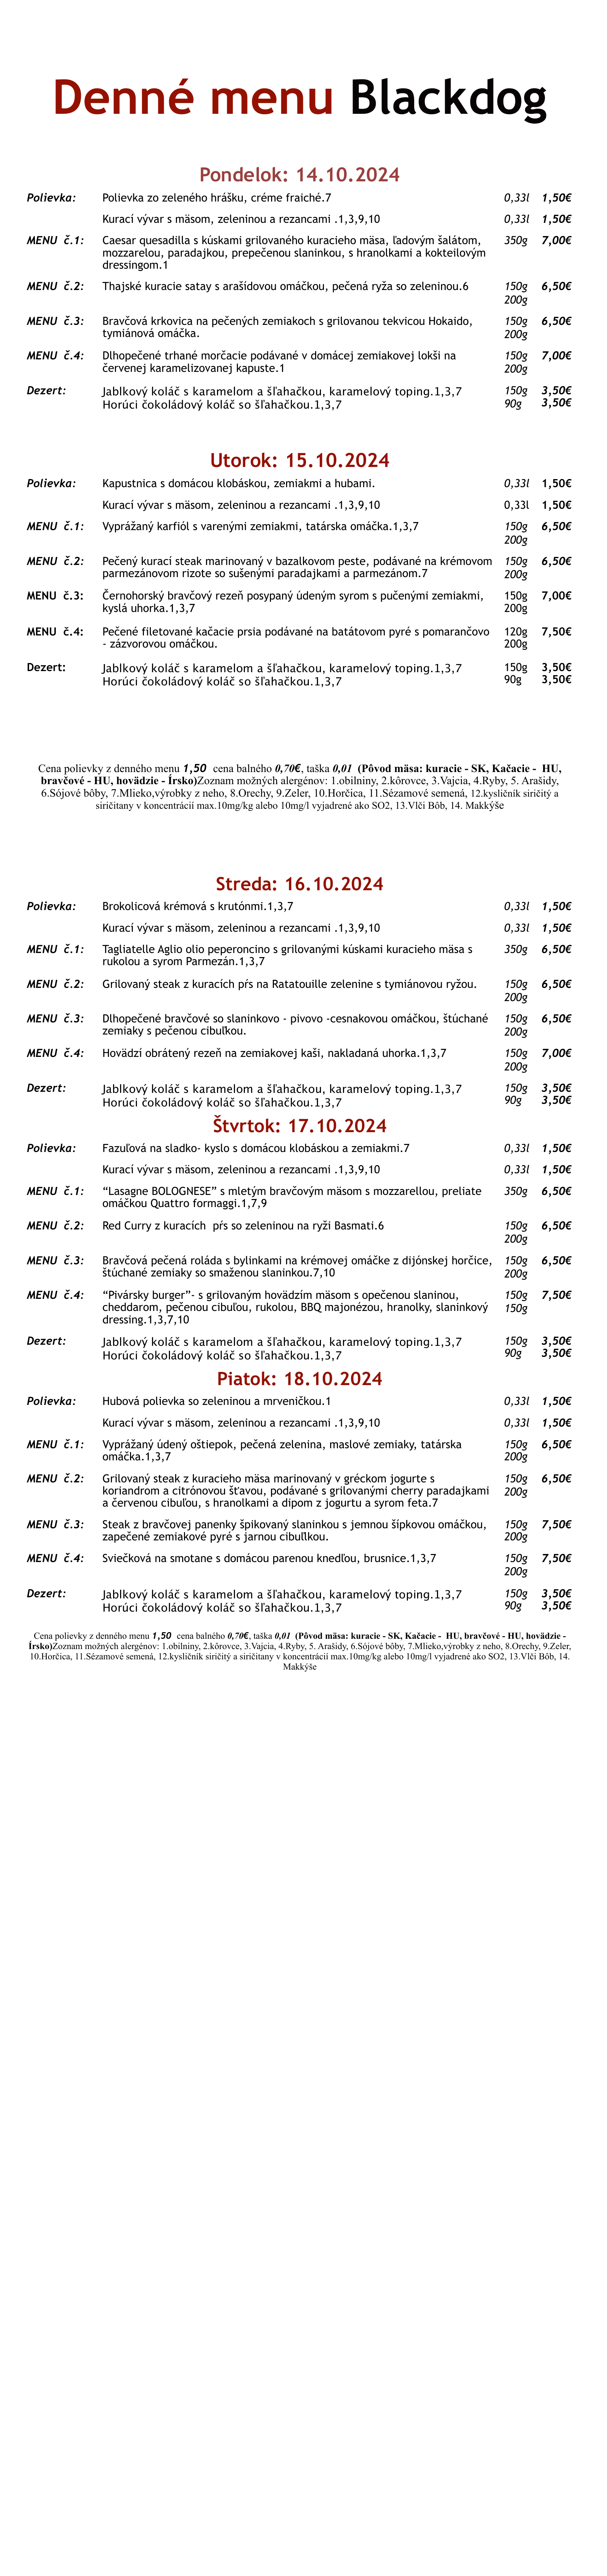 Denné menu Blackdog
Pondelok: 14.10.2024
Polievka: Polievka zo zeleného hrášku, créme fraiché.7 0,33l 1,50€
Kurací vývar s mäsom, zeleninou a rezancami .1,3,9,10 0,33l 1,50€
MENU č.1: Caesar quesadilla s kúskami grilovaného kuracieho mäsa, ľadovým šalátom, 350g 7,00€
mozzarelou, paradajkou, prepečenou slaninkou, s hranolkami a kokteilovým
dressingom.1
MENU č.2: Thajské kuracie satay s arašídovou omáčkou, pečená ryža so zeleninou.6 150g 6,50€
200g
MENU č.3: Bravčová krkovica na pečených zemiakoch s grilovanou tekvicou Hokaido, 150g 6,50€
tymiánová omáčka. 200g
MENU č.4: Dlhopečené trhané morčacie podávané v domácej zemiakovej lokši na 150g 7,00€
červenej karamelizovanej kapuste.1 200g
Dezert: Jablkový koláč s karamelom a šľahačkou, karamelový toping.1,3,7 150g 3,50€
Horúci čokoládový koláč so šľahačkou.1,3,7 90g 3,50€
Utorok: 15.10.2024
Polievka: Kapustnica s domácou klobáskou, zemiakmi a hubami. 0,33l 1,50€
Kurací vývar s mäsom, zeleninou a rezancami .1,3,9,10 0,33l 1,50€
MENU č.1: Vyprážaný karfiól s varenými zemiakmi, tatárska omáčka.1,3,7 150g 6,50€
200g
MENU č.2: Pečený kurací steak marinovaný v bazalkovom peste, podávané na krémovom 150g 6,50€
parmezánovom rizote so sušenými paradajkami a parmezánom.7 200g
MENU č.3: Černohorský bravčový rezeň posypaný údeným syrom s pučenými zemiakmi, 150g 7,00€
kyslá uhorka.1,3,7 200g
MENU č.4: Pečené filetované kačacie prsia podávané na batátovom pyré s pomarančovo 120g 7,50€
- zázvorovou omáčkou. 200g
Dezert: Jablkový koláč s karamelom a šľahačkou, karamelový toping.1,3,7 150g 3,50€
Horúci čokoládový koláč so šľahačkou.1,3,7 90g 3,50€
Cena polievky z denného menu 1,50 cena balného 0,70€, taška 0,01 (Pôvod mäsa: kuracie - SK, Kačacie - HU,
bravčové - HU, hovädzie - Írsko)Zoznam možných alergénov: 1.obilniny, 2.kôrovce, 3.Vajcia, 4.Ryby, 5. Arašidy,
6.Sójové bôby, 7.Mlieko,výrobky z neho, 8.Orechy, 9.Zeler, 10.Horčica, 11.Sézamové semená, 12.kysličník siričitý a
siričitany v koncentrácii max.10mg/kg alebo 10mg/l vyjadrené ako SO2, 13.Vlči Bôb, 14. Makkýše
Streda: 16.10.2024
Polievka: Brokolicová krémová s krutónmi.1,3,7 0,33l 1,50€
Kurací vývar s mäsom, zeleninou a rezancami .1,3,9,10 0,33l 1,50€
MENU č.1: Tagliatelle Aglio olio peperoncino s grilovanými kúskami kuracieho mäsa s 350g 6,50€
rukolou a syrom Parmezán.1,3,7
MENU č.2: Grilovaný steak z kuracích pŕs na Ratatouille zelenine s tymiánovou ryžou. 150g 6,50€
200g
MENU č.3: Dlhopečené bravčové so slaninkovo - pivovo -cesnakovou omáčkou, štúchané 150g 6,50€
zemiaky s pečenou cibuľkou. 200g
MENU č.4: Hovädzí obrátený rezeň na zemiakovej kaši, nakladaná uhorka.1,3,7 150g 7,00€
200g
Dezert: Jablkový koláč s karamelom a šľahačkou, karamelový toping.1,3,7 150g 3,50€
Horúci čokoládový koláč so šľahačkou.1,3,7 90g 3,50€
Štvrtok: 17.10.2024
Polievka: Fazuľová na sladko- kyslo s domácou klobáskou a zemiakmi.7 0,33l 1,50€
Kurací vývar s mäsom, zeleninou a rezancami .1,3,9,10 0,33l 1,50€
MENU č.1: “Lasagne BOLOGNESE” s mletým bravčovým mäsom s mozzarellou, preliate 350g 6,50€
omáčkou Quattro formaggi.1,7,9
MENU č.2: Red Curry z kuracích pŕs so zeleninou na ryži Basmati.6 150g 6,50€
200g
MENU č.3: Bravčová pečená roláda s bylinkami na krémovej omáčke z dijónskej horčice, 150g 6,50€
štúchané zemiaky so smaženou slaninkou.7,10 200g
MENU č.4: “Pivársky burger”- s grilovaným hovädzím mäsom s opečenou slaninou, 150g 7,50€
cheddarom, pečenou cibuľou, rukolou, BBQ majonézou, hranolky, slaninkový 150g
dressing.1,3,7,10
Dezert: Jablkový koláč s karamelom a šľahačkou, karamelový toping.1,3,7 150g 3,50€
Horúci čokoládový koláč so šľahačkou.1,3,7 90g 3,50€
Piatok: 18.10.2024
Polievka: Hubová polievka so zeleninou a mrveničkou.1 0,33l 1,50€
Kurací vývar s mäsom, zeleninou a rezancami .1,3,9,10 0,33l 1,50€
MENU č.1: Vyprážaný údený oštiepok, pečená zelenina, maslové zemiaky, tatárska 150g 6,50€
omáčka.1,3,7 200g
MENU č.2: Grilovaný steak z kuracieho mäsa marinovaný v gréckom jogurte s 150g 6,50€
koriandrom a citrónovou šťavou, podávané s grilovanými cherry paradajkami 200g
a červenou cibuľou, s hranolkami a dipom z jogurtu a syrom feta.7
MENU č.3: Steak z bravčovej panenky špikovaný slaninkou s jemnou šípkovou omáčkou, 150g 7,50€
zapečené zemiakové pyré s jarnou cibuľlkou. 200g
MENU č.4: Sviečková na smotane s domácou parenou knedľou, brusnice.1,3,7 150g 7,50€
200g
Dezert: Jablkový koláč s karamelom a šľahačkou, karamelový toping.1,3,7 150g 3,50€
Horúci čokoládový koláč so šľahačkou.1,3,7 90g 3,50€
Cena polievky z denného menu 1,50 cena balného 0,70€, taška 0,01 (Pôvod mäsa: kuracie - SK, Kačacie - HU, bravčové - HU, hovädzie -
Írsko)Zoznam možných alergénov: 1.obilniny, 2.kôrovce, 3.Vajcia, 4.Ryby, 5. Arašidy, 6.Sójové bôby, 7.Mlieko,výrobky z neho, 8.Orechy, 9.Zeler,
10.Horčica, 11.Sézamové semená, 12.kysličník siričitý a siričitany v koncentrácii max.10mg/kg alebo 10mg/l vyjadrené ako SO2, 13.Vlči Bôb, 14.
Makkýše